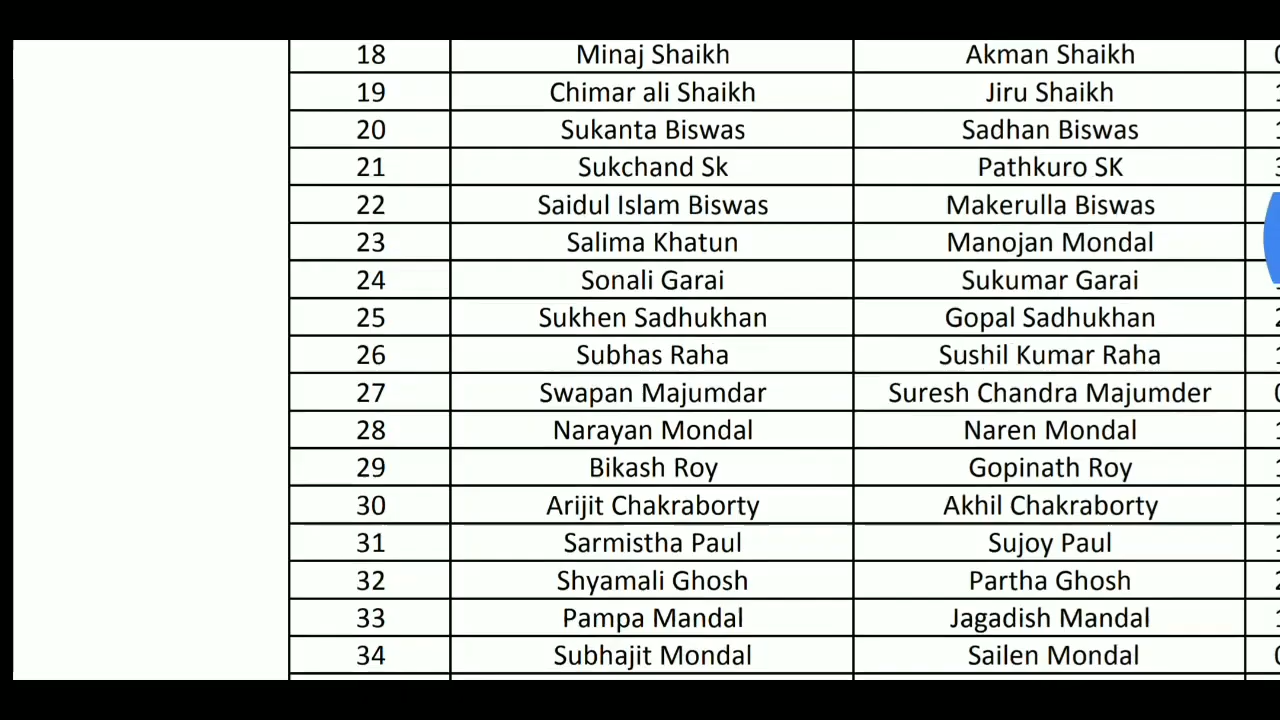 18 Minaj Shaikh Akman Shaikh
19 Chimar ali Shaikh Jiru Shaikh
20 Sukanta Biswas Sadhan Biswas
21 Sukchand Sk Pathkuro SK
22 Saidul Islam Biswas Makerulla Biswas
23 Salima Khatun Manojan Mondal
24 Sonali Garai Sukumar Garai
25 Sukhen Sadhukhan Gopal Sadhukhan
26 Subhas Raha Sushil Kumar Raha
27 Swapan Majumdar Suresh Chandra Majumder
28 Narayan Mondal Naren Mondal
29 Bikash Roy Gopinath Roy
30 Arijit Chakraborty Akhil Chakraborty
31 Sarmistha Paul Sujoy Paul
32 Shyamali Ghosh Partha Ghosh
33 Pampa Mandal Jagadish Mandal
34 Subhajit Mondal Sailen Mondal